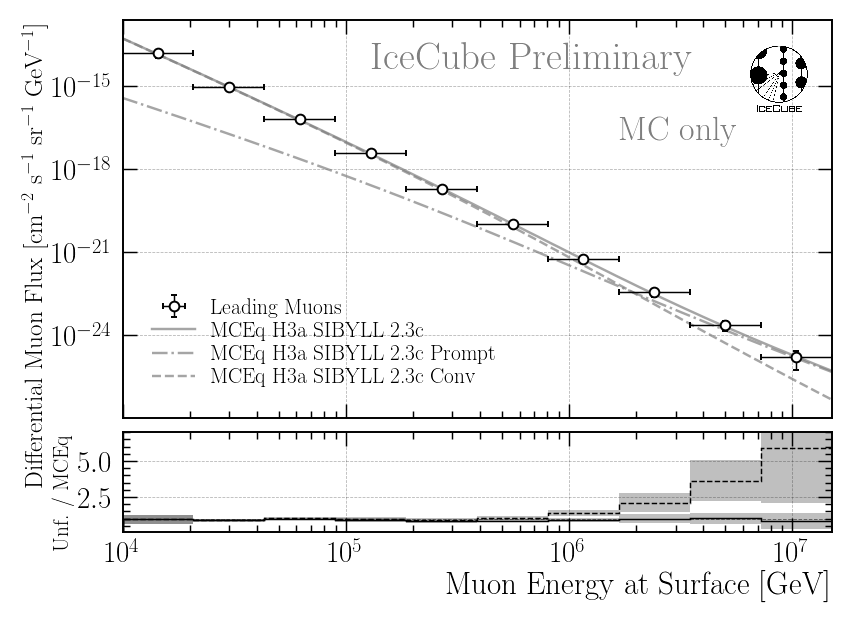 Differential Muon Flux [cm⁻² s⁻¹ sr⁻¹ GeV⁻¹]
10⁻¹⁵
10⁻¹⁸
10⁻²¹
10⁻²⁴
IceCube Preliminary
ICECUBE
MC only
Leading Muons
MCEq H3a SIBYLL 2.3c
MCEq H3a SIBYLL 2.3c Prompt
MCEq H3a SIBYLL 2.3c Conv
Unf. / MCEq
5.0
2.5
10⁴ 10⁵ 10⁶ 10⁷
Muon Energy at Surface [GeV]